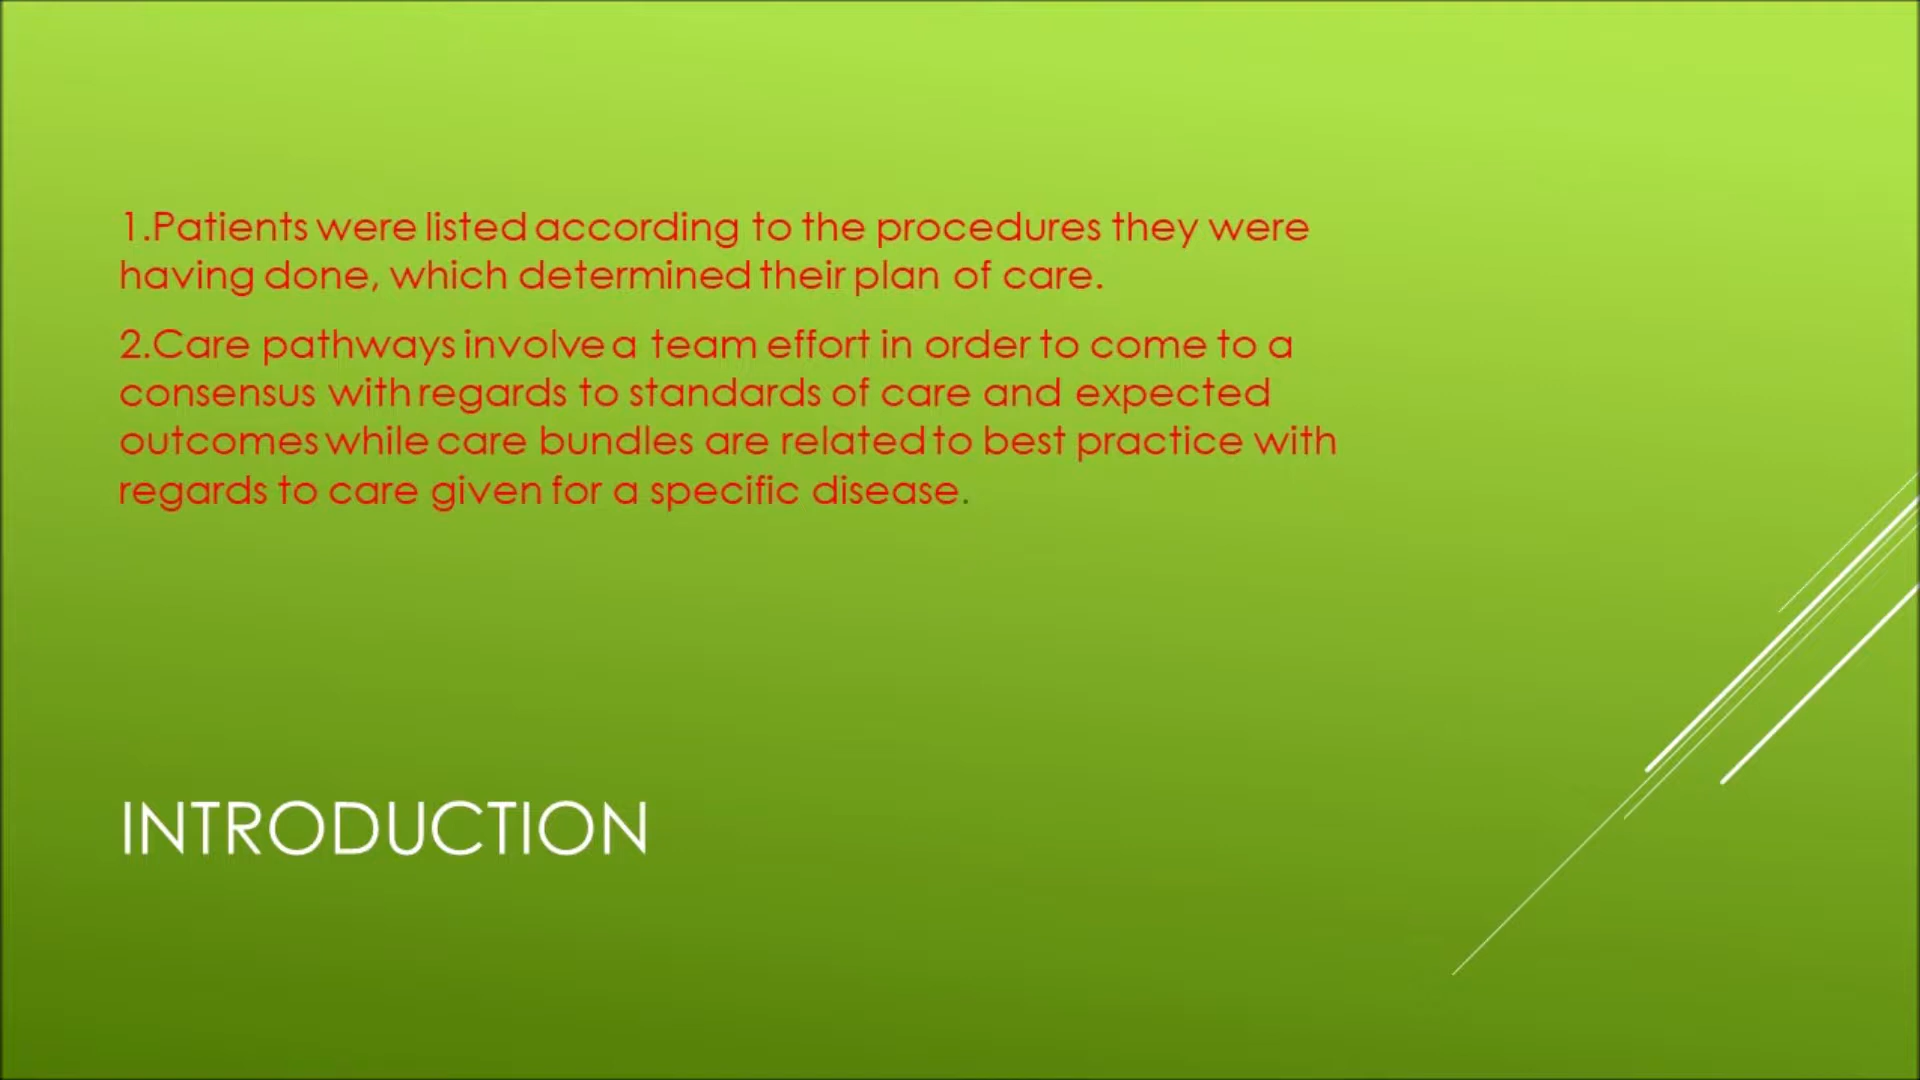 1.Patients were listed according to the procedures they were
having done, which determined their plan of care.
2.Care pathways involve a team effort in order to come to a
consensus with regards to standards of care and expected
outcomes while care bundles are related to best practice with
regards to care given for a specific disease.
INTRODUCTION